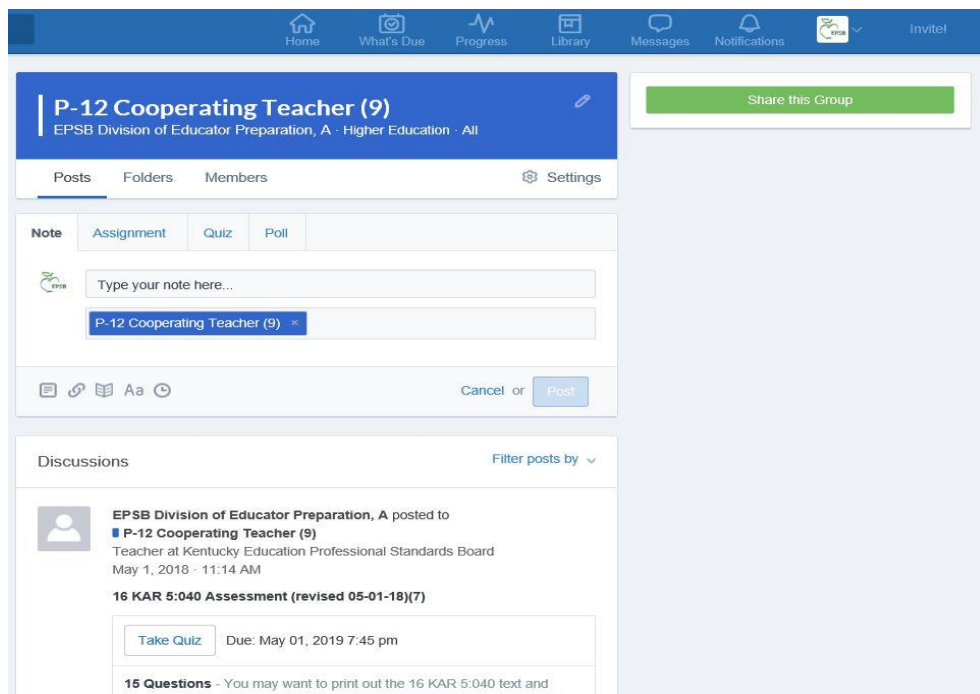 Home What's Due Progress Library Messages Notifications EPSB Invite!
P-12 Cooperating Teacher (9)
EPSB Division of Educator Preparation, A · Higher Education · All
Share this Group
Posts Folders Members Settings
Note Assignment Quiz Poll
EPSB Type your note here...
P-12 Cooperating Teacher (9) ×
Aa Cancel or Post
Discussions Filter posts by
EPSB Division of Educator Preparation, A posted to
P-12 Cooperating Teacher (9)
Teacher at Kentucky Education Professional Standards Board
May 1, 2018 · 11:14 AM
16 KAR 5:040 Assessment (revised 05-01-18)(7)
Take Quiz Due: May 01, 2019 7:45 pm
15 Questions - You may want to print out the 16 KAR 5:040 text and